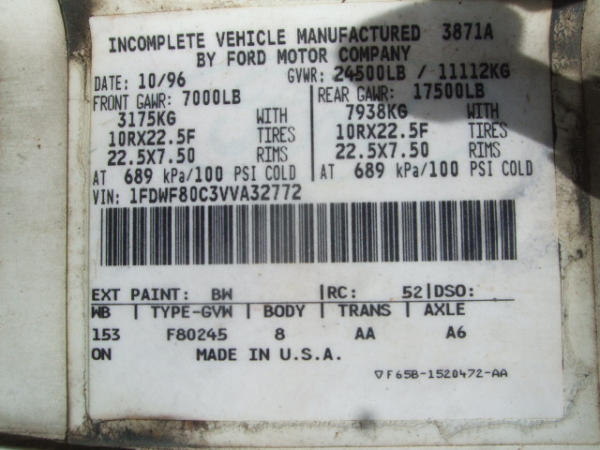 INCOMPLETE VEHICLE MANUFACTURED 3871A
BY FORD MOTOR COMPANY
DATE: 10/96 GVWR: 24500LB / 11112KG
FRONT GAWR: 7000LB REAR GAWR: 17500LB
3175KG WITH 7938KG WITH
10RX22.5F TIRES 10RX22.5F TIRES
22.5X7.50 RIMS 22.5X7.50 RIMS
AT 689 kPa/100 PSI COLD AT 689 kPa/100 PSI COLD
VIN: 1FDWF80C3VVA32772
EXT PAINT: BW |RC: 52|DSO:
WB | TYPE-GVW | BODY | TRANS | AXLE
153 F80245 8 AA A6
ON MADE IN U.S.A.
▽F65B-1520472-AA